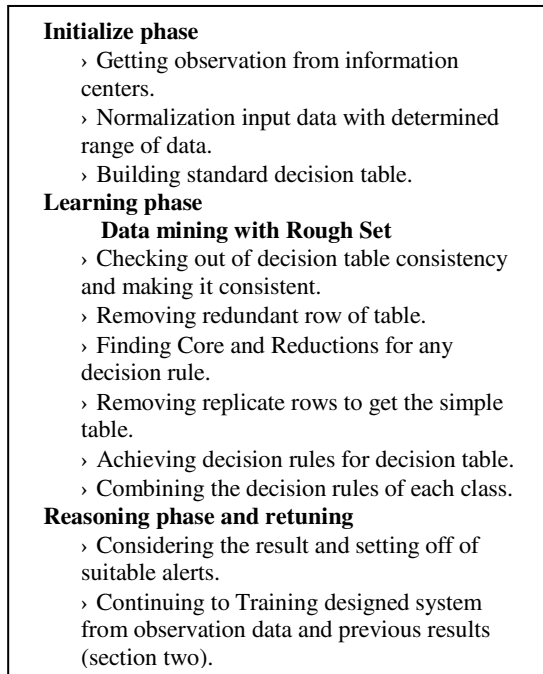 Initialize phase
› Getting observation from information
centers.
› Normalization input data with determined
range of data.
› Building standard decision table.
Learning phase
Data mining with Rough Set
› Checking out of decision table consistency
and making it consistent.
› Removing redundant row of table.
› Finding Core and Reductions for any
decision rule.
› Removing replicate rows to get the simple
table.
› Achieving decision rules for decision table.
› Combining the decision rules of each class.
Reasoning phase and retuning
› Considering the result and setting off of
suitable alerts.
› Continuing to Training designed system
from observation data and previous results
(section two).